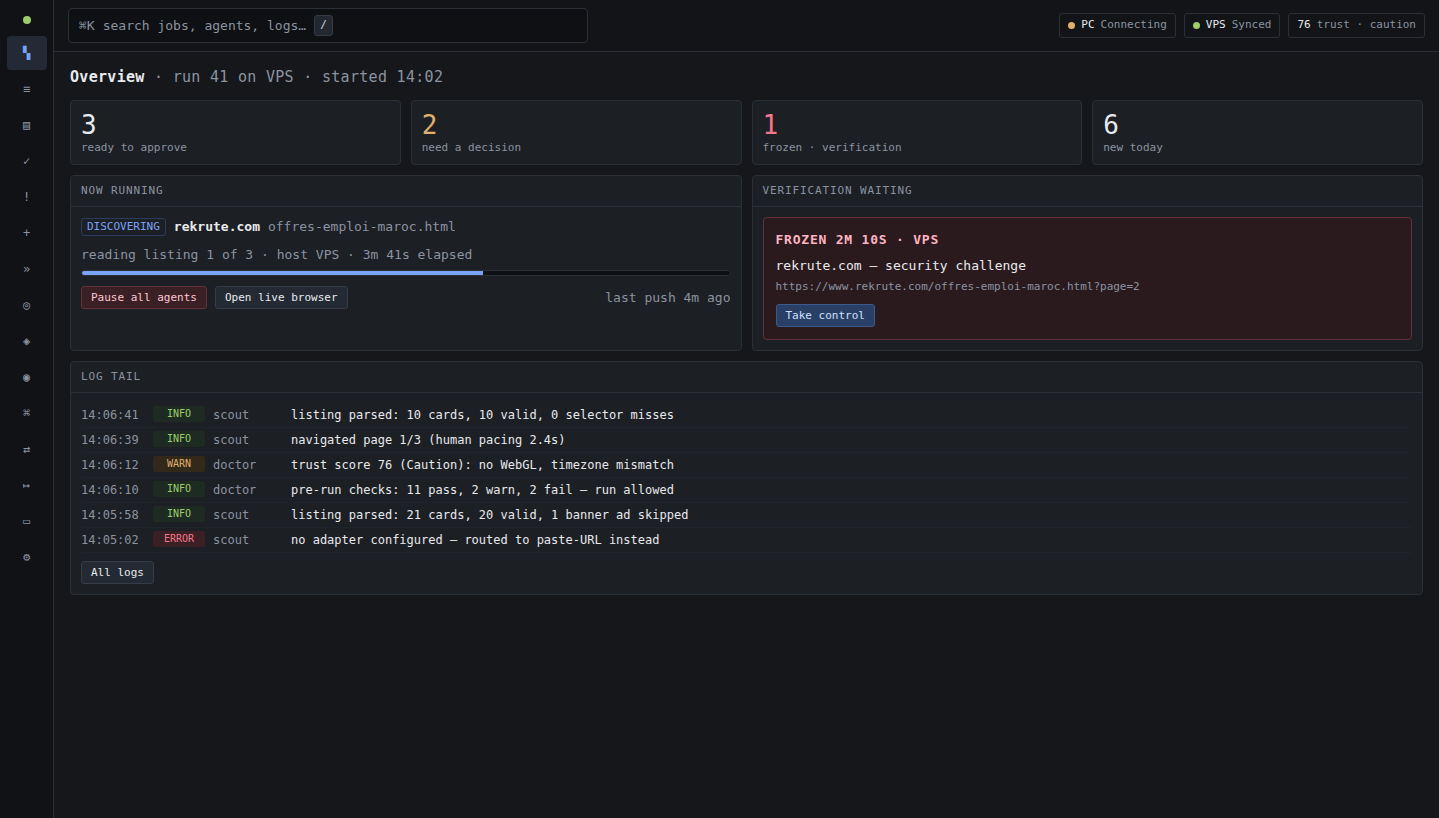 ⌘K search jobs, agents, logs… /
PC Connecting
VPS Synced
76 trust · caution
Overview · run 41 on VPS · started 14:02
3
ready to approve
2
need a decision
1
frozen · verification
6
new today
NOW RUNNING
DISCOVERING rekrute.com offres-emploi-maroc.html
reading listing 1 of 3 · host VPS · 3m 41s elapsed
Pause all agents
Open live browser
last push 4m ago
VERIFICATION WAITING
FROZEN 2M 10S · VPS
rekrute.com — security challenge
https://www.rekrute.com/offres-emploi-maroc.html?page=2
Take control
LOG TAIL
14:06:41 INFO scout listing parsed: 10 cards, 10 valid, 0 selector misses
14:06:39 INFO scout navigated page 1/3 (human pacing 2.4s)
14:06:12 WARN doctor trust score 76 (Caution): no WebGL, timezone mismatch
14:06:10 INFO doctor pre-run checks: 11 pass, 2 warn, 2 fail — run allowed
14:05:58 INFO scout listing parsed: 21 cards, 20 valid, 1 banner ad skipped
14:05:02 ERROR scout no adapter configured — routed to paste-URL instead
All logs